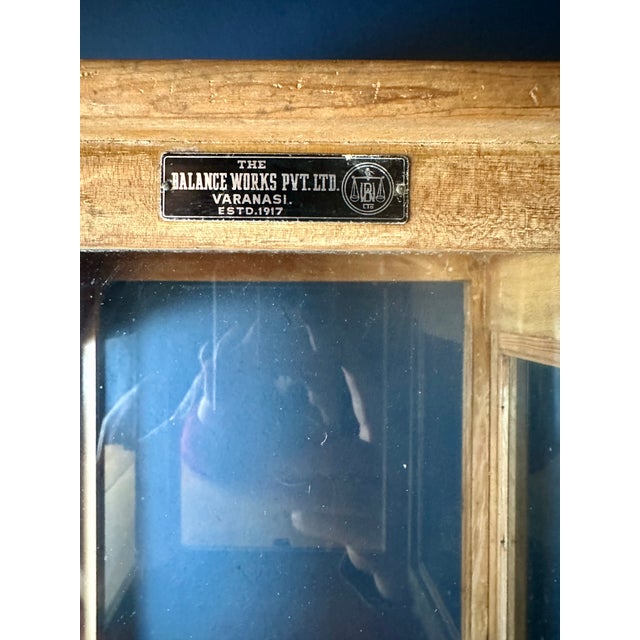 THE
BALANCE WORKS PVT. LTD.
VARANASI.
ESTD.1917